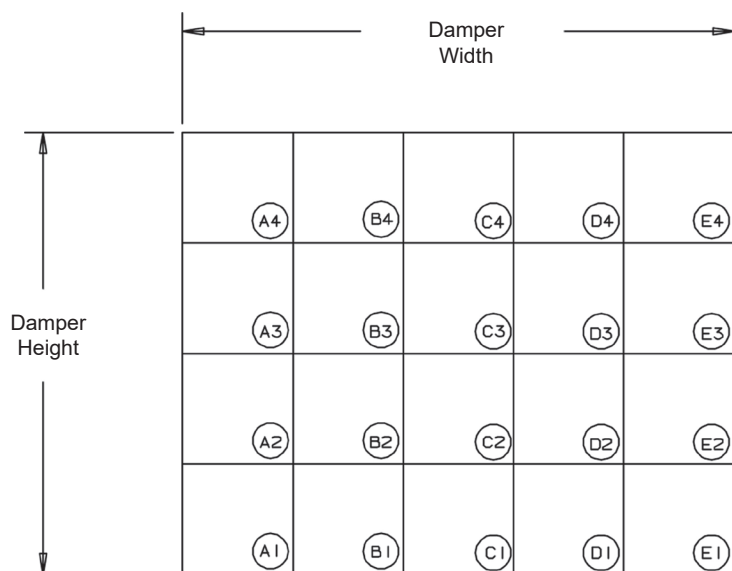 Damper
Width
A4 B4 C4 D4 E4
Damper
Height
A3 B3 C3 D3 E3
A2 B2 C2 D2 E2
A1 B1 C1 D1 E1